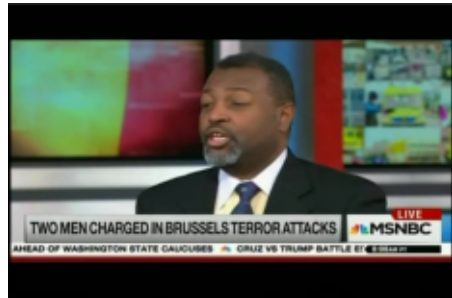 LIVE
TWO MEN CHARGED IN BRUSSELS TERROR ATTACKS
MSNBC
AHEAD OF WASHINGTON STATE CAUCUSES CRUZ VS TRUMP BATTLE